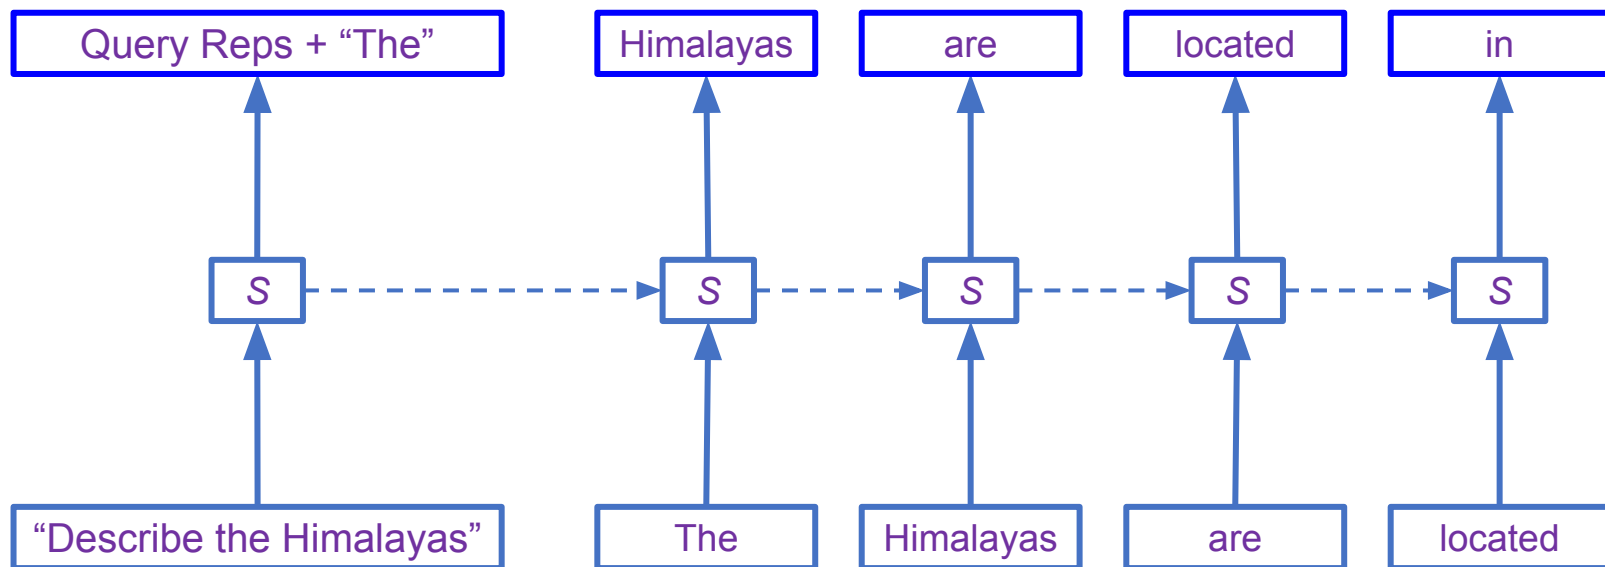 Query Reps + “The”
Himalayas
are
located
in
S
S
S
S
S
“Describe the Himalayas”
The
Himalayas
are
located